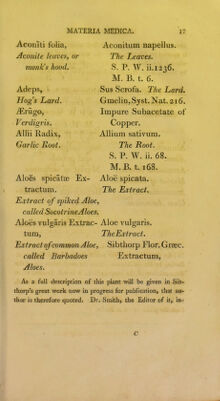 MATERIA MEDICA. 17
Aconīti folia, Aconitum napellus.
Aconite leaves, or The Leaves.
monk's hood. S. P. W. ii.1236.
M. B. t. 6.
Adeps, Sus Scrofa. The Lard.
Hog's Lard. Gmelin, Syst. Nat. 216.
Ærūgo, Impure Subacetate of
Verdigris. Copper.
Allii Radix, Allium sativum.
Garlic Root. The Root.
S. P. W. ii. 68.
M. B. t. 168.
Aloës spicātæ Ex- Aloë spicata.
tractum. The Extract.
Extract of spiked Aloe,
called Socotrine Aloes.
Aloës vulgāris Extrac- Aloe vulgaris.
tum, The Extract.
Extract of common Aloe, Sibthorp Flor. Græc.
called Barbadoes Extractum,
Aloes.
As a full description of this plant will be given in Sib-
thorp's great work now in progress for publication, that au-
thor is therefore quoted. Dr. Smith, the Editor of it, in-
C